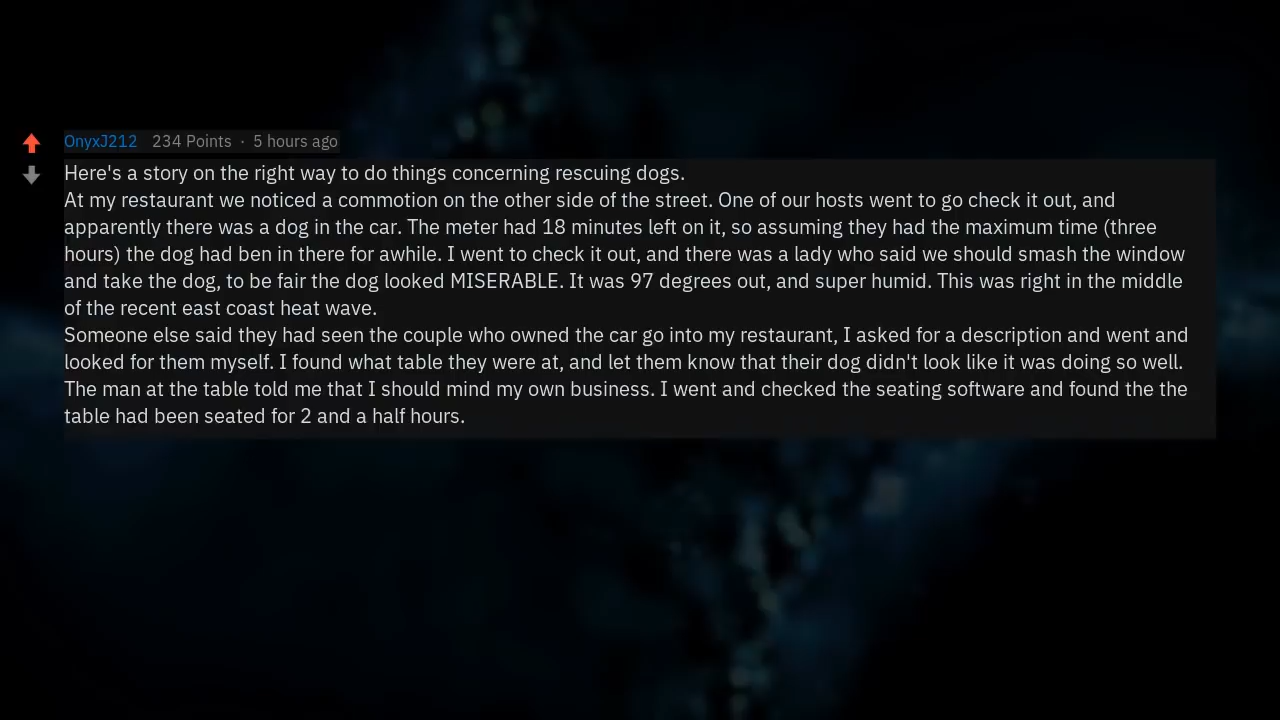 OnyxJ212 234 Points · 5 hours ago
Here's a story on the right way to do things concerning rescuing dogs.
At my restaurant we noticed a commotion on the other side of the street. One of our hosts went to go check it out, and
apparently there was a dog in the car. The meter had 18 minutes left on it, so assuming they had the maximum time (three
hours) the dog had ben in there for awhile. I went to check it out, and there was a lady who said we should smash the window
and take the dog, to be fair the dog looked MISERABLE. It was 97 degrees out, and super humid. This was right in the middle
of the recent east coast heat wave.
Someone else said they had seen the couple who owned the car go into my restaurant, I asked for a description and went and
looked for them myself. I found what table they were at, and let them know that their dog didn't look like it was doing so well.
The man at the table told me that I should mind my own business. I went and checked the seating software and found the the
table had been seated for 2 and a half hours.